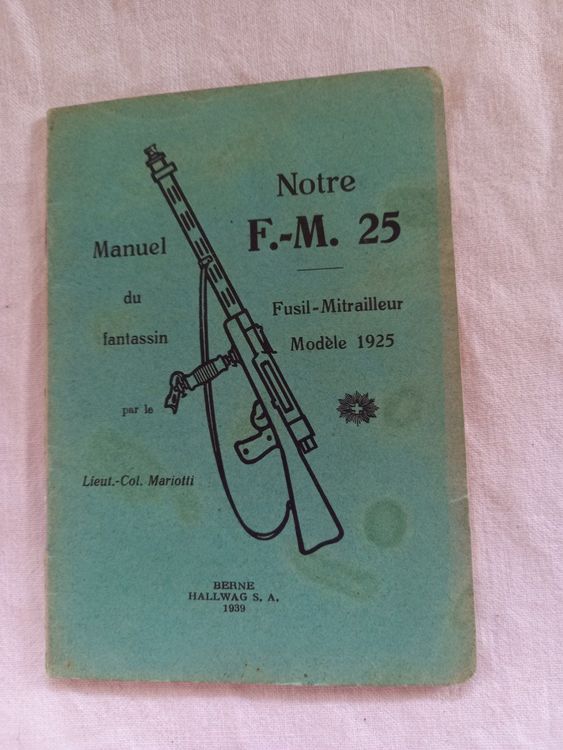 Notre
F.-M. 25
Fusil-Mitrailleur
Modèle 1925
Manuel
du
fantassin
par le
Lieut.-Col. Mariotti
BERNE
HALLWAG S. A.
1939